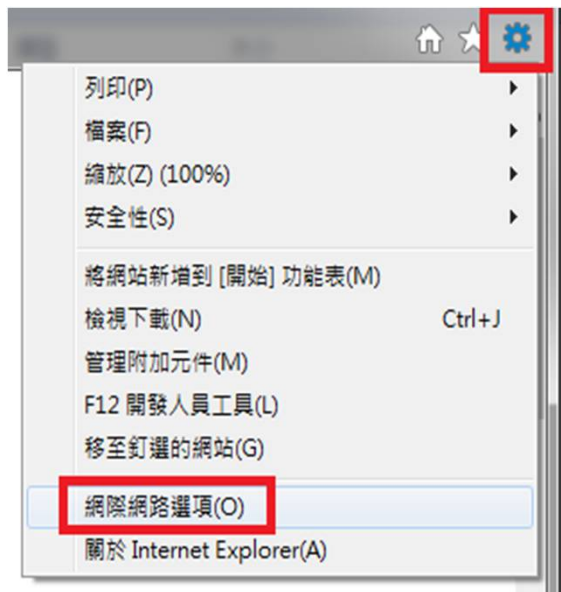 列印(P)
檔案(F)
縮放(Z) (100%)
安全性(S)
將網站新增到 [開始] 功能表(M)
檢視下載(N) Ctrl+J
管理附加元件(M)
F12 開發人員工具(L)
移至釘選的網站(G)
網際網路選項(O)
關於 Internet Explorer(A)